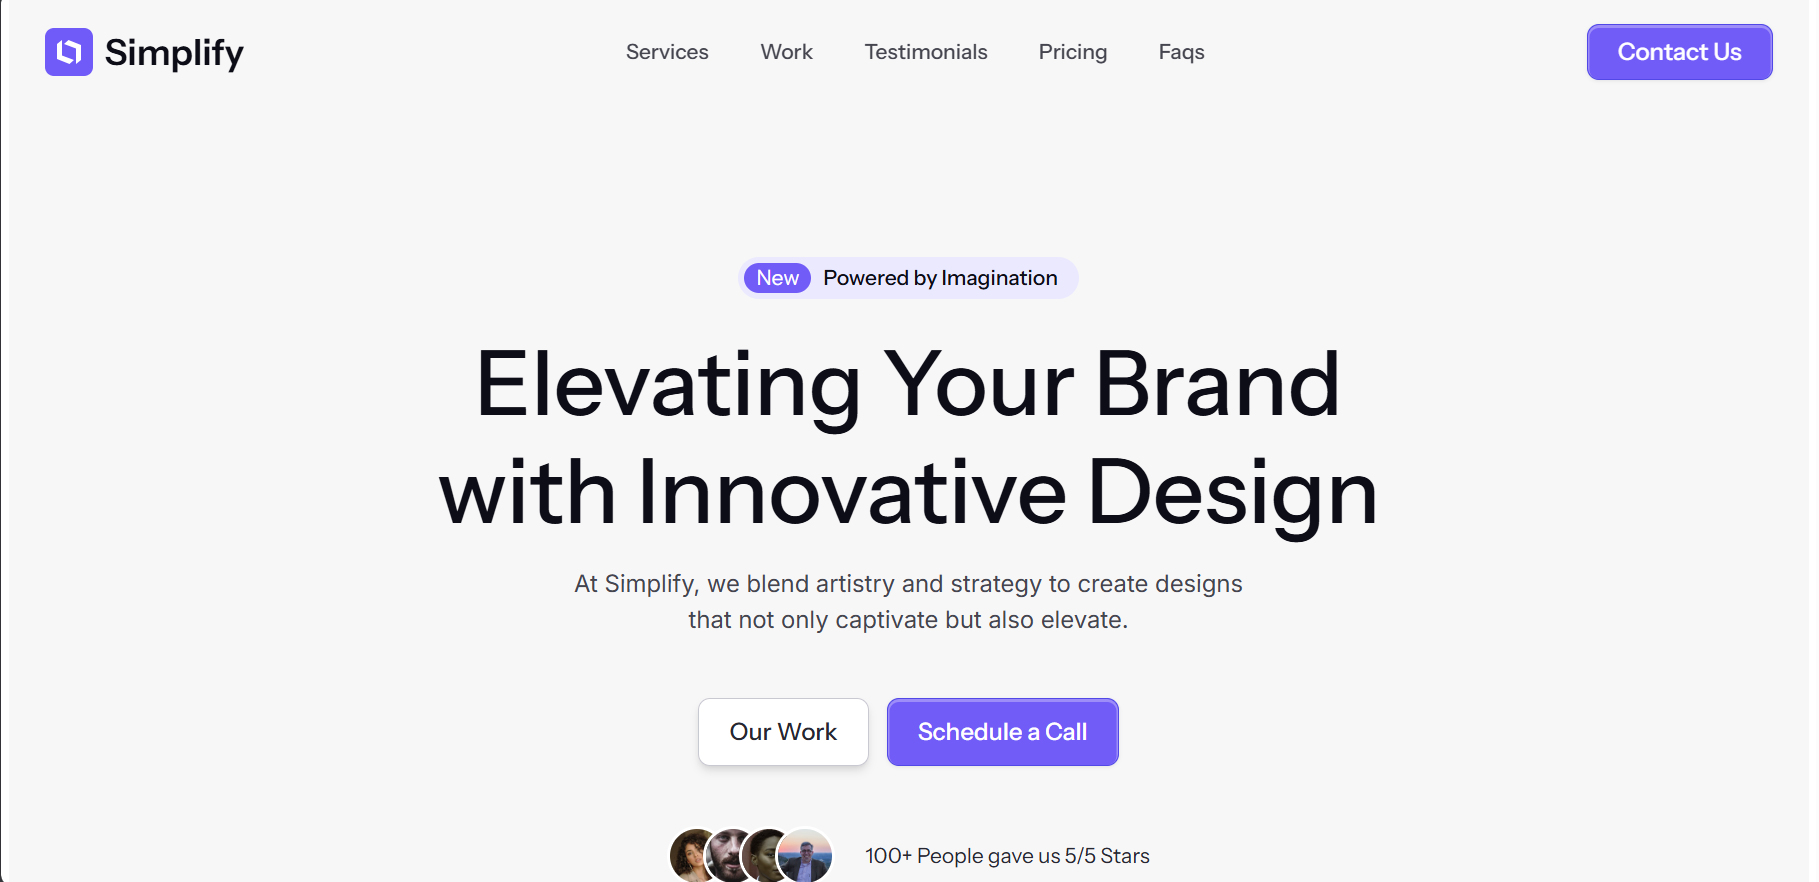 Simplify
Services
Work
Testimonials
Pricing
Faqs
Contact Us
New Powered by Imagination
Elevating Your Brand
with Innovative Design
At Simplify, we blend artistry and strategy to create designs
that not only captivate but also elevate.
Our Work
Schedule a Call
100+ People gave us 5/5 Stars